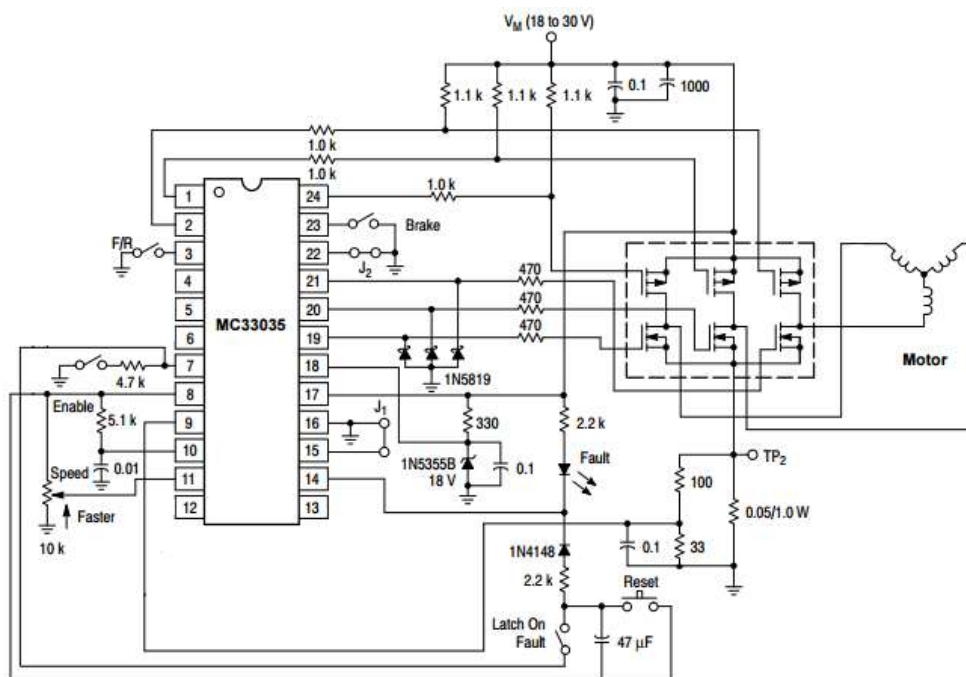 V_M (18 to 30 V)
1.1 k
1.1 k
1.1 k
0.1
1000
1.0 k
1.0 k
1.0 k
F/R
1
2
3
4
5
6
7
8
9
10
11
12
MC33035
24
23
22
21
20
19
18
17
16
15
14
13
Brake
J2
470
470
470
1N5819
Motor
4.7 k
Enable
5.1 k
0.01
Speed
Faster
10 k
330
J1
1N5355B
18 V
0.1
2.2 k
Fault
TP2
100
0.05/1.0 W
33
0.1
1N4148
2.2 k
Reset
Latch On
Fault
47 µF